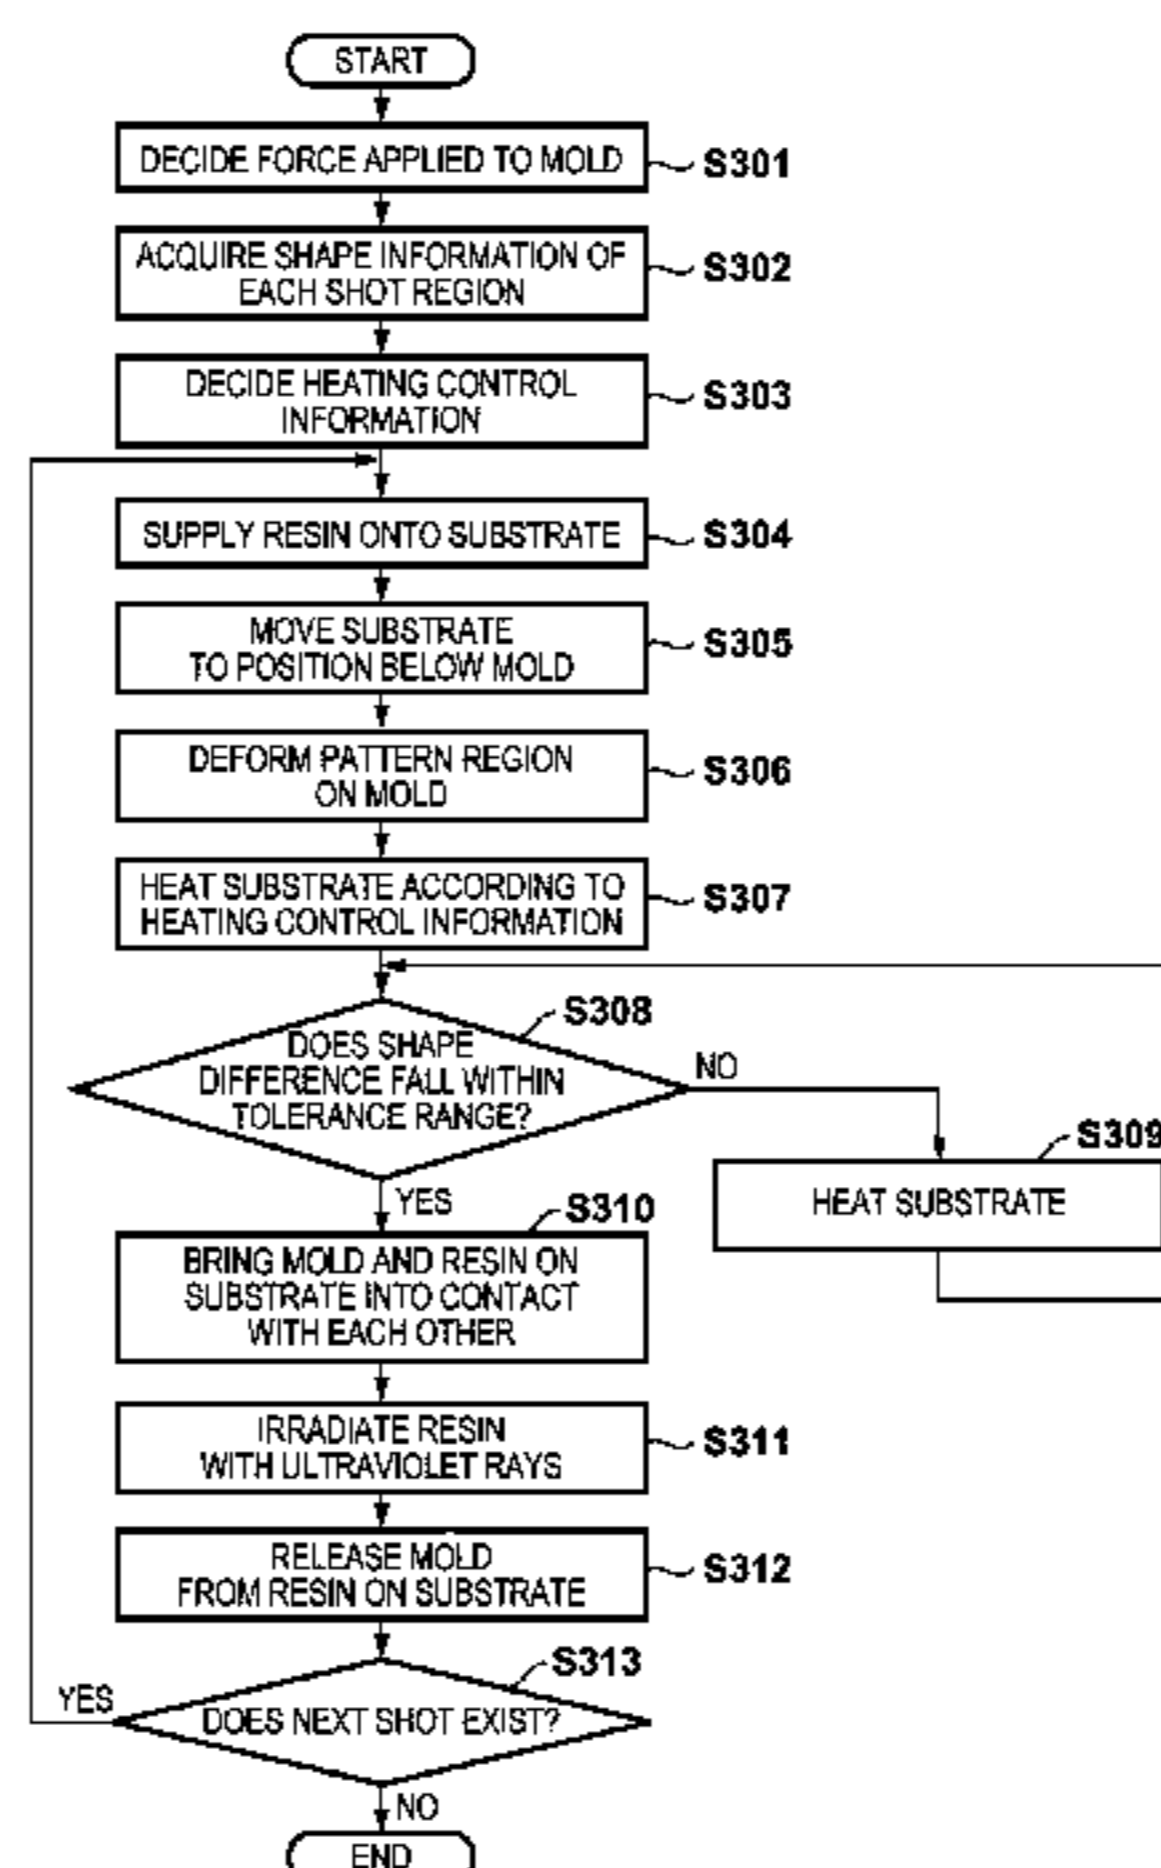 START
DECIDE FORCE APPLIED TO MOLD
S301
ACQUIRE SHAPE INFORMATION OF
EACH SHOT REGION
S302
DECIDE HEATING CONTROL
INFORMATION
S303
SUPPLY RESIN ONTO SUBSTRATE
S304
MOVE SUBSTRATE
TO POSITION BELOW MOLD
S305
DEFORM PATTERN REGION
ON MOLD
S306
HEAT SUBSTRATE ACCORDING TO
HEATING CONTROL INFORMATION
S307
S308
DOES SHAPE
DIFFERENCE FALL WITHIN
TOLERANCE RANGE?
NO
S309
HEAT SUBSTRATE
YES
S310
BRING MOLD AND RESIN ON
SUBSTRATE INTO CONTACT
WITH EACH OTHER
IRRADIATE RESIN
WITH ULTRAVIOLET RAYS
S311
RELEASE MOLD
FROM RESIN ON SUBSTRATE
S312
S313
YES
DOES NEXT SHOT EXIST?
NO
END